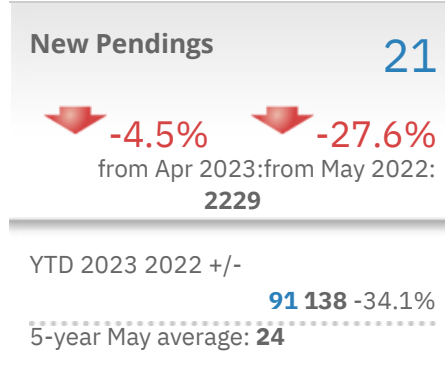 New Pendings
21
-4.5% -27.6%
from Apr 2023:from May 2022:
2229
YTD 2023 2022 +/-
91 138 -34.1%
5-year May average: 24